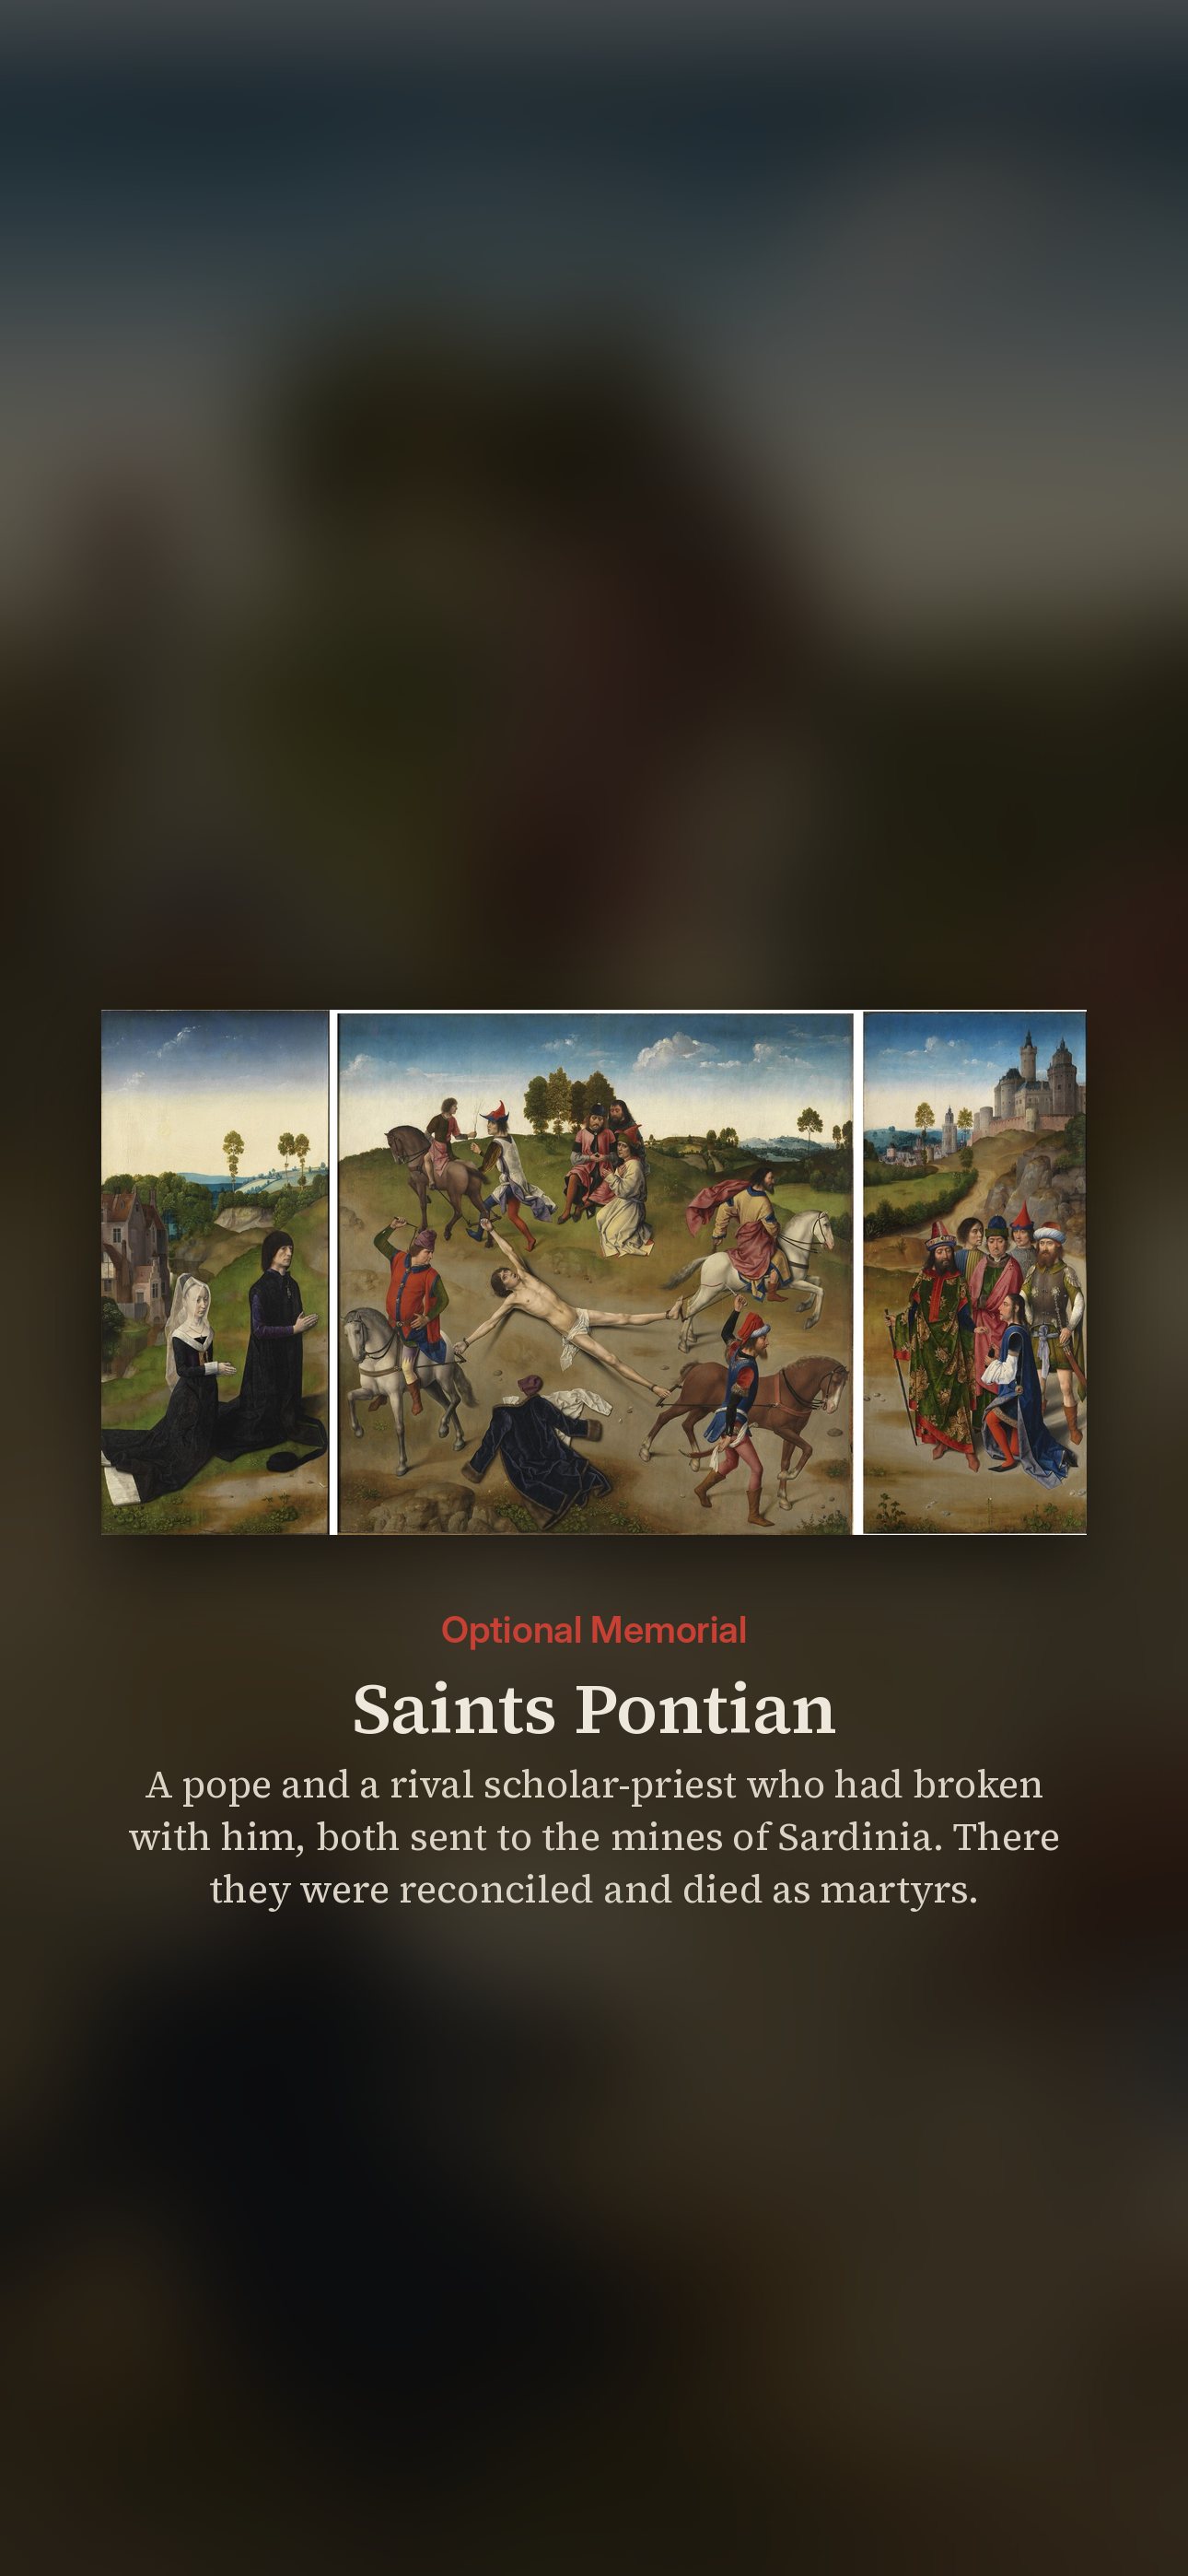 Optional Memorial
Saints Pontian
A pope and a rival scholar-priest who had broken
with him, both sent to the mines of Sardinia. There
they were reconciled and died as martyrs.